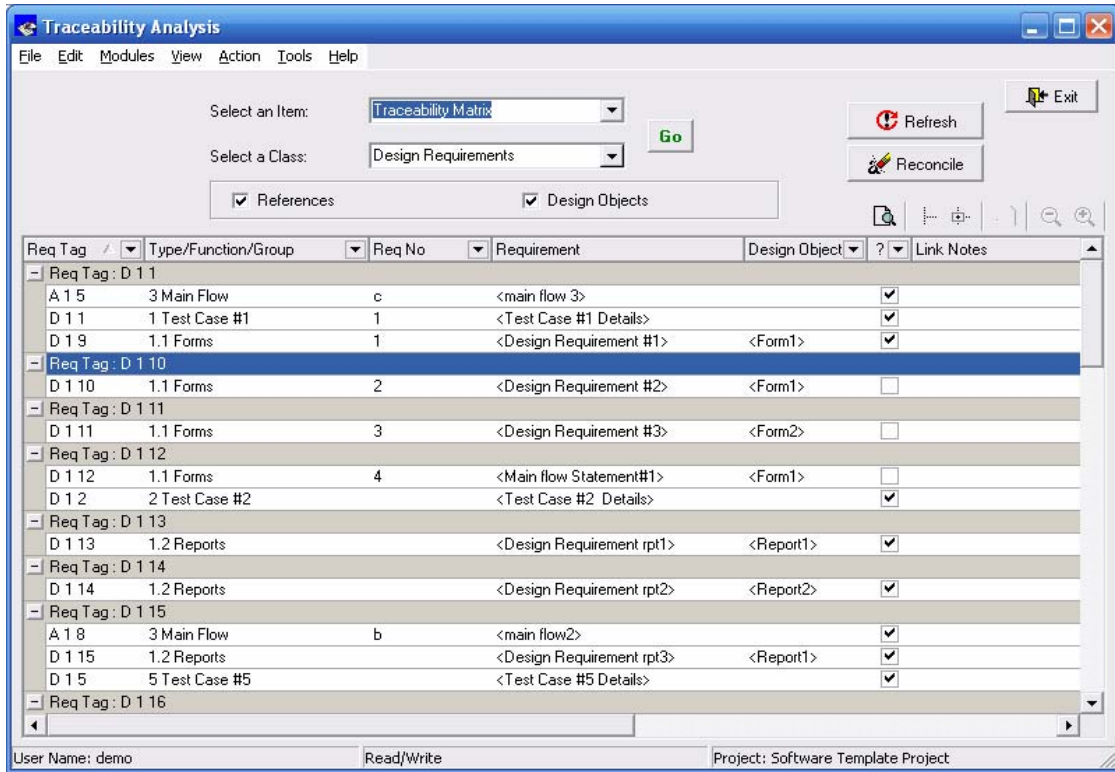 Traceability Analysis
File Edit Modules View Action Tools Help
Exit
Select an Item: Traceability Matrix
Go
Refresh
Select a Class: Design Requirements
Reconcile
References Design Objects
Req Tag Type/Function/Group Req No Requirement Design Object ? Link Notes
Req Tag : D 1 1
A 1 5 3 Main Flow c <main flow 3>
D 1 1 1 Test Case #1 1 <Test Case #1 Details>
D 1 9 1.1 Forms 1 <Design Requirement #1> <Form1>
Req Tag : D 1 10
D 1 10 1.1 Forms 2 <Design Requirement #2> <Form1>
Req Tag : D 1 11
D 1 11 1.1 Forms 3 <Design Requirement #3> <Form2>
Req Tag : D 1 12
D 1 12 1.1 Forms 4 <Main flow Statement#1> <Form1>
D 1 2 2 Test Case #2 <Test Case #2 Details>
Req Tag : D 1 13
D 1 13 1.2 Reports <Design Requirement rpt1> <Report1>
Req Tag : D 1 14
D 1 14 1.2 Reports <Design Requirement rpt2> <Report2>
Req Tag : D 1 15
A 1 8 3 Main Flow b <main flow2>
D 1 15 1.2 Reports <Design Requirement rpt3> <Report1>
D 1 5 5 Test Case #5 <Test Case #5 Details>
Req Tag : D 1 16
User Name: demo Read/Write Project: Software Template Project